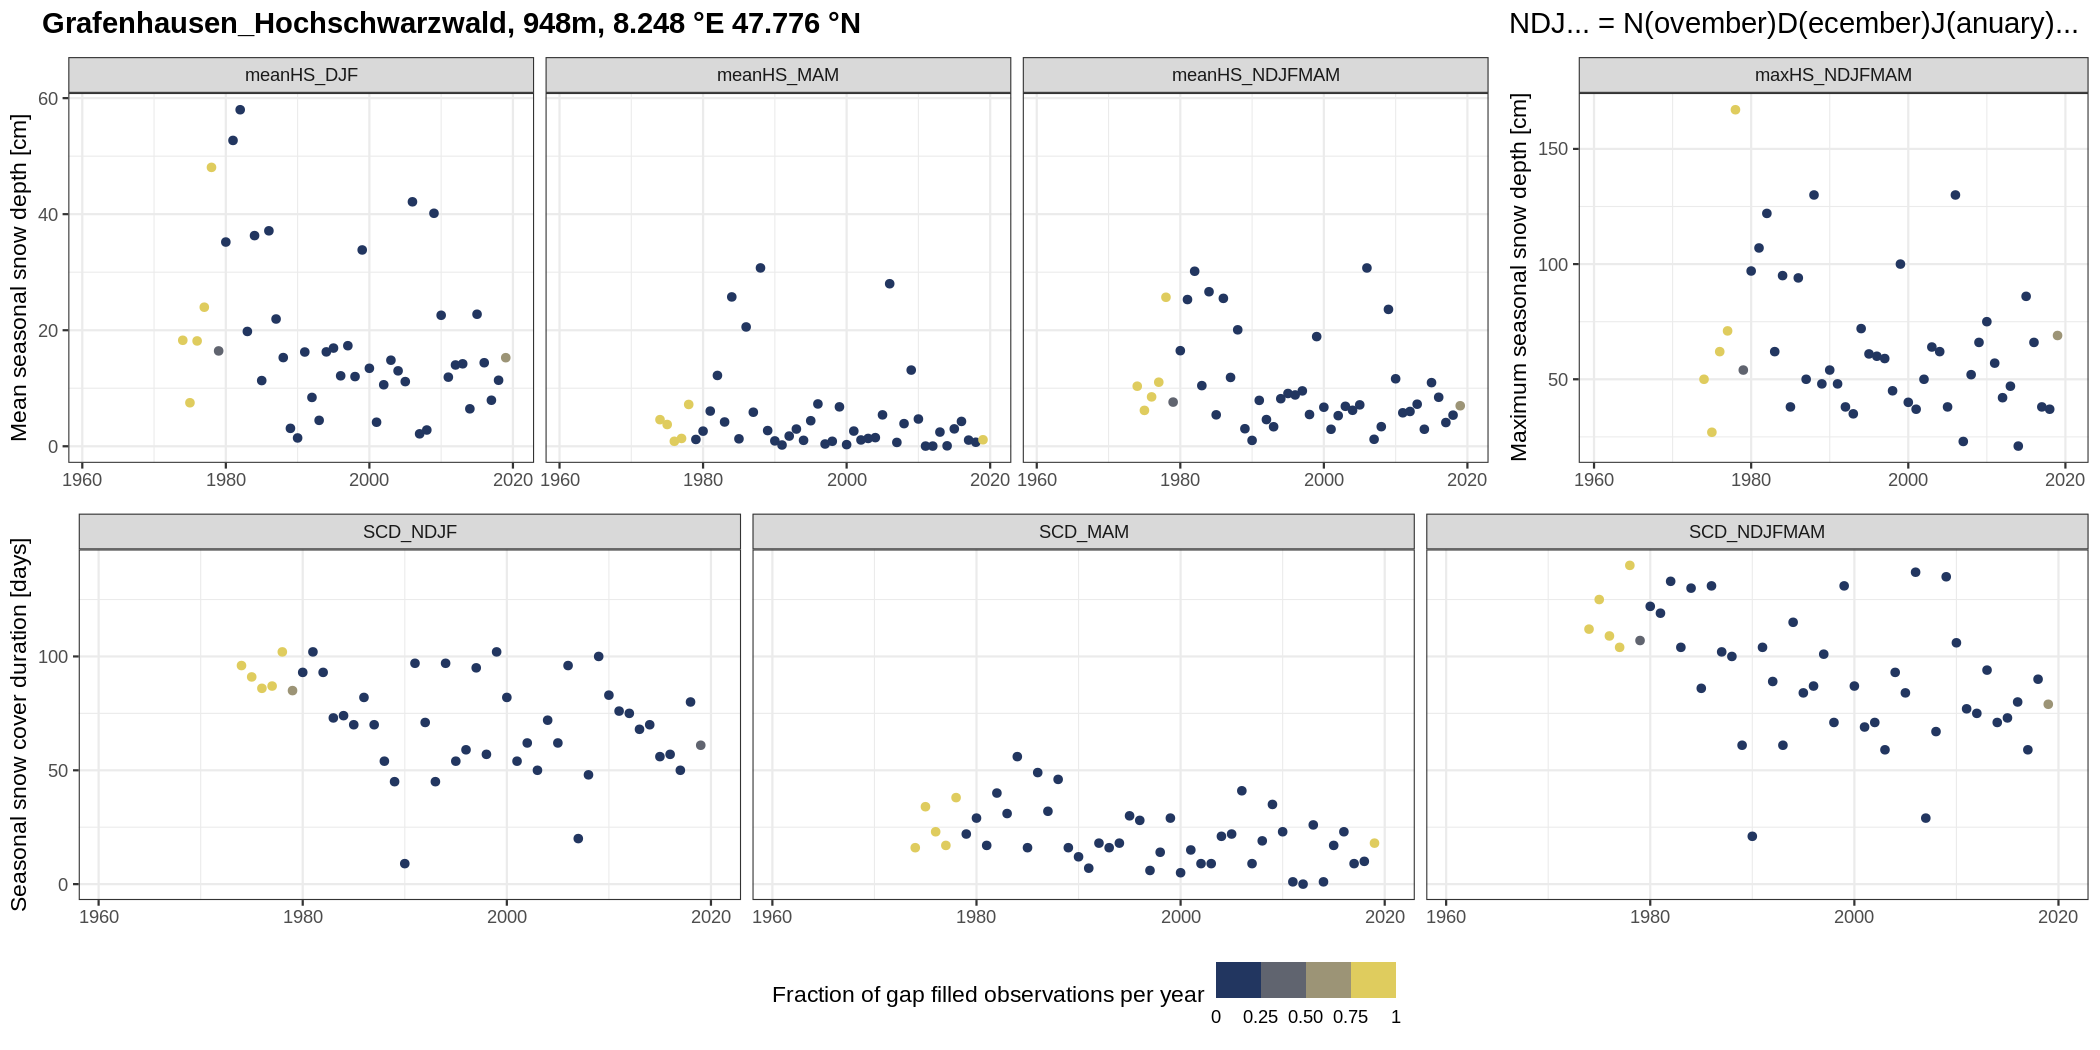 Grafenhausen_Hochschwarzwald, 948m, 8.248 °E 47.776 °N
NDJ... = N(ovember)D(ecember)J(anuary)...
meanHS_DJF
meanHS_MAM
meanHS_NDJFMAM
maxHS_NDJFMAM
Mean seasonal snow depth [cm]
60
40
20
0
1960 1980 2000 2020
1960 1980 2000 2020
1960 1980 2000 2020
Maximum seasonal snow depth [cm]
150
100
50
1960 1980 2000 2020
SCD_NDJF
SCD_MAM
SCD_NDJFMAM
Seasonal snow cover duration [days]
100
50
0
1960 1980 2000 2020
1960 1980 2000 2020
1960 1980 2000 2020
Fraction of gap filled observations per year
0 0.25 0.50 0.75 1